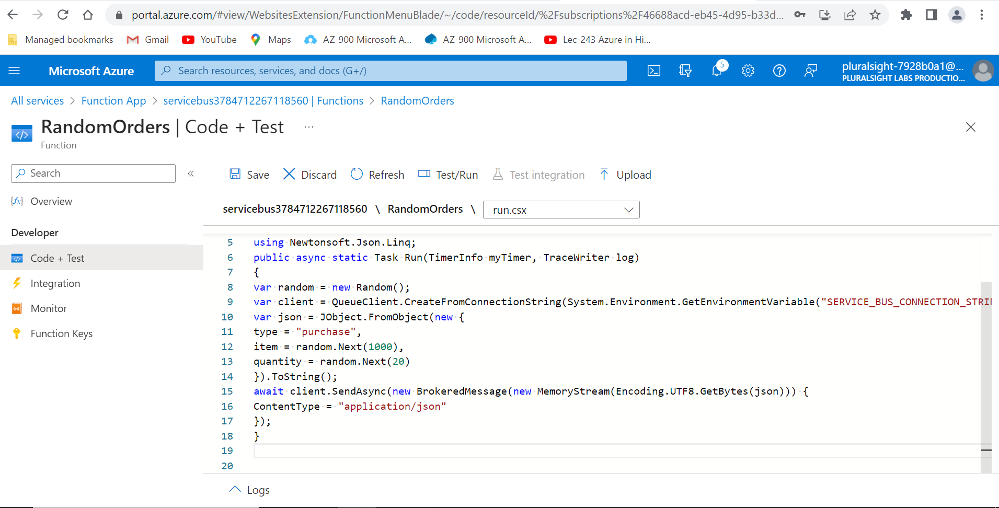 portal.azure.com/#view/WebsitesExtension/FunctionMenuBlade/~/code/resourceId/%2Fsubscriptions%2F46688acd-eb45-4d95-b33d...
Managed bookmarks Gmail YouTube Maps AZ-900 Microsoft A... AZ-900 Microsoft A... Lec-243 Azure in Hi...
Microsoft Azure Search resources, services, and docs (G+/) 5 pluralsight-7928b0a1@...
PLURALSIGHT LABS PRODUCTIO...
All services > Function App > servicebus3784712267118560 | Functions > RandomOrders
RandomOrders | Code + Test ...
Function
Search «
Save Discard Refresh Test/Run Test integration Upload
{fx} Overview
servicebus3784712267118560 \ RandomOrders \ run.csx
Developer
Code + Test
Integration
Monitor
Function Keys
5 using Newtonsoft.Json.Linq;
6 public async static Task Run(TimerInfo myTimer, TraceWriter log)
7 {
8 var random = new Random();
9 var client = QueueClient.CreateFromConnectionString(System.Environment.GetEnvironmentVariable("SERVICE_BUS_CONNECTION_STRIN
10 var json = JObject.FromObject(new {
11 type = "purchase",
12 item = random.Next(1000),
13 quantity = random.Next(20)
14 }).ToString();
15 await client.SendAsync(new BrokeredMessage(new MemoryStream(Encoding.UTF8.GetBytes(json))) {
16 ContentType = "application/json"
17 });
18 }
19
20
Logs